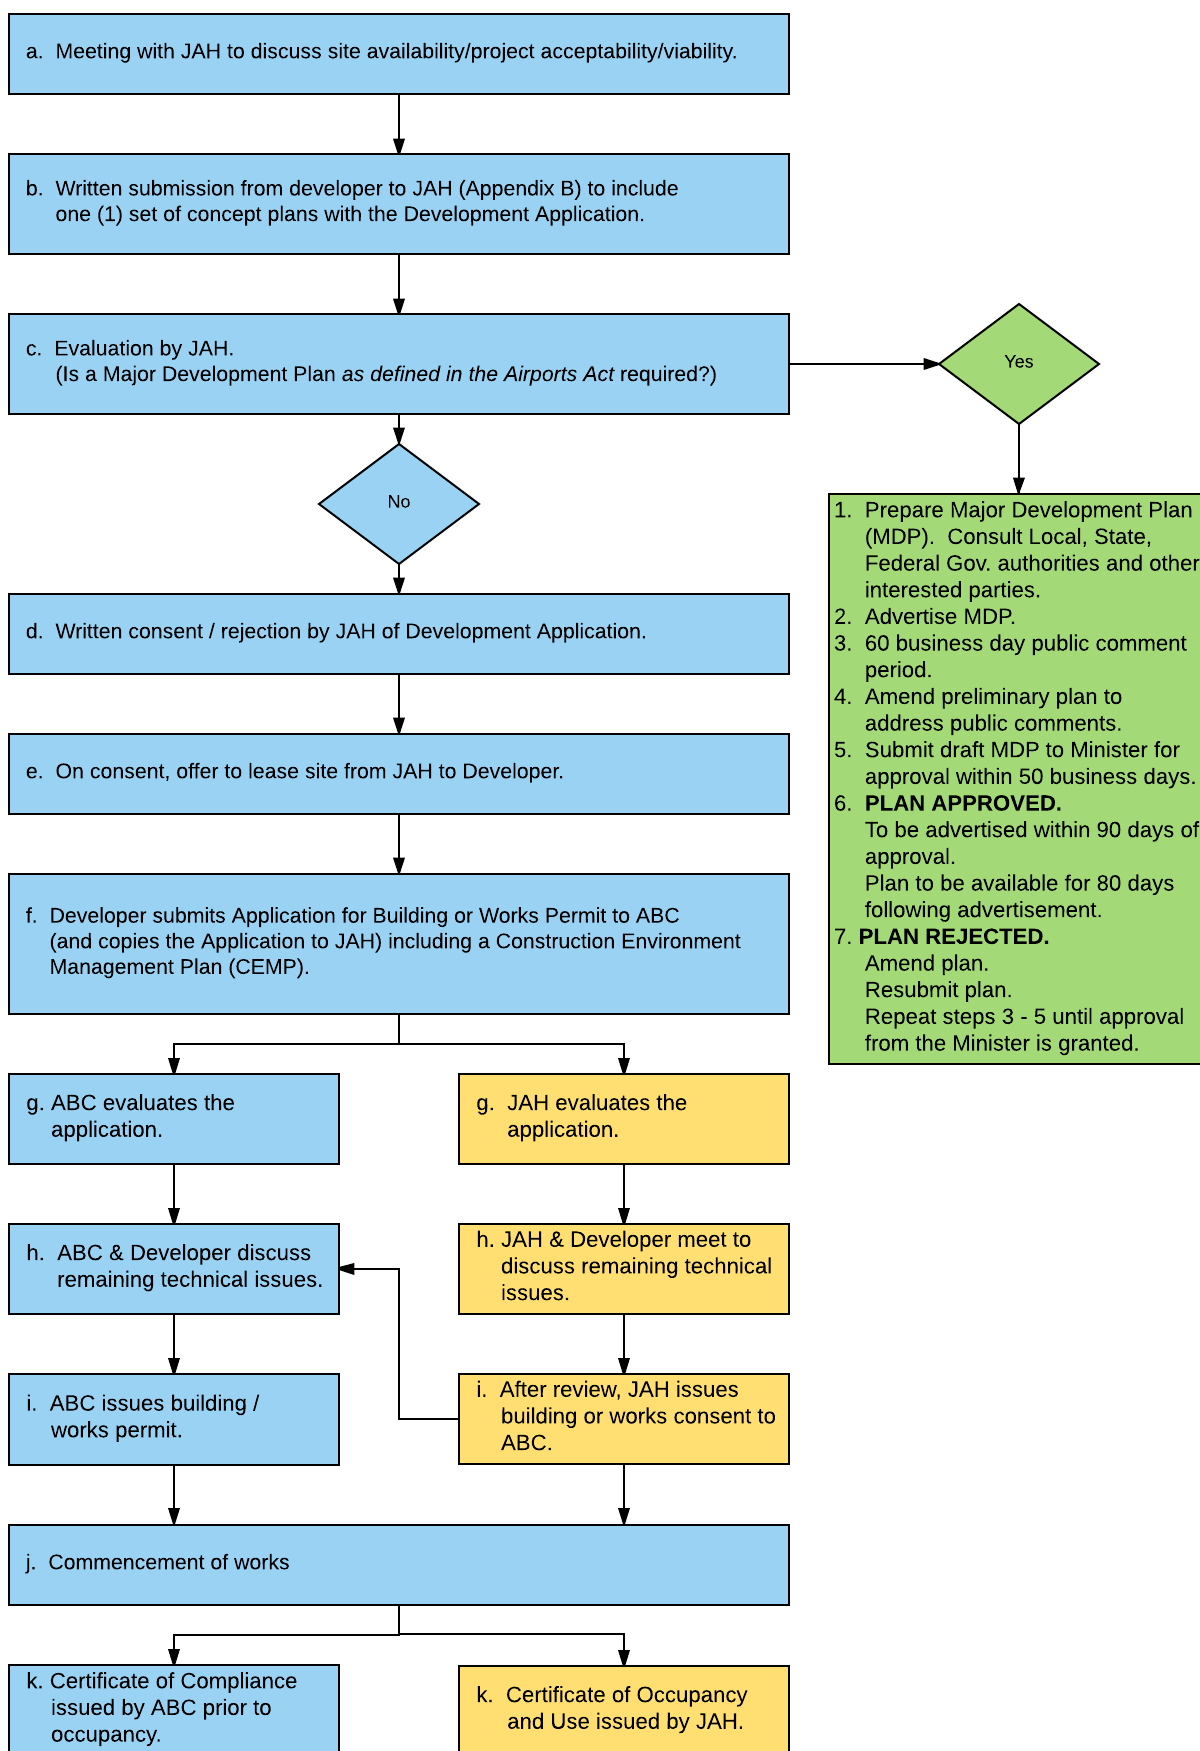 a. Meeting with JAH to discuss site availability/project acceptability/viability.
b. Written submission from developer to JAH (Appendix B) to include
one (1) set of concept plans with the Development Application.
c. Evaluation by JAH.
(Is a Major Development Plan as defined in the Airports Act required?)
Yes
No
1. Prepare Major Development Plan
(MDP). Consult Local, State,
Federal Gov. authorities and other
interested parties.
2. Advertise MDP.
3. 60 business day public comment
period.
4. Amend preliminary plan to
address public comments.
5. Submit draft MDP to Minister for
approval within 50 business days.
6. PLAN APPROVED.
To be advertised within 90 days of
approval.
Plan to be available for 80 days
following advertisement.
7. PLAN REJECTED.
Amend plan.
Resubmit plan.
Repeat steps 3 - 5 until approval
from the Minister is granted.
d. Written consent / rejection by JAH of Development Application.
e. On consent, offer to lease site from JAH to Developer.
f. Developer submits Application for Building or Works Permit to ABC
(and copies the Application to JAH) including a Construction Environment
Management Plan (CEMP).
g. ABC evaluates the
application.
g. JAH evaluates the
application.
h. ABC & Developer discuss
remaining technical issues.
h. JAH & Developer meet to
discuss remaining technical
issues.
i. ABC issues building /
works permit.
i. After review, JAH issues
building or works consent to
ABC.
j. Commencement of works
k. Certificate of Compliance
issued by ABC prior to
occupancy.
k. Certificate of Occupancy
and Use issued by JAH.